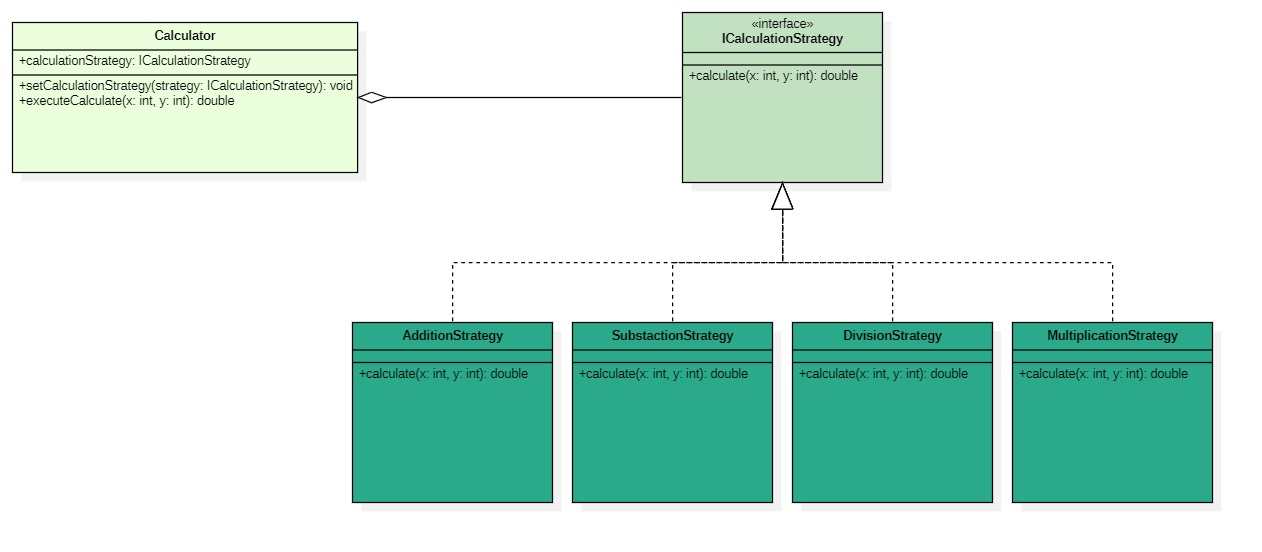 Calculator
+calculationStrategy: ICalculationStrategy
+setCalculationStrategy(strategy: ICalculationStrategy): void
+executeCalculate(x: int, y: int): double
«interface»
ICalculationStrategy
+calculate(x: int, y: int): double
AdditionStrategy
+calculate(x: int, y: int): double
SubstactionStrategy
+calculate(x: int, y: int): double
DivisionStrategy
+calculate(x: int, y: int): double
MultiplicationStrategy
+calculate(x: int, y: int): double